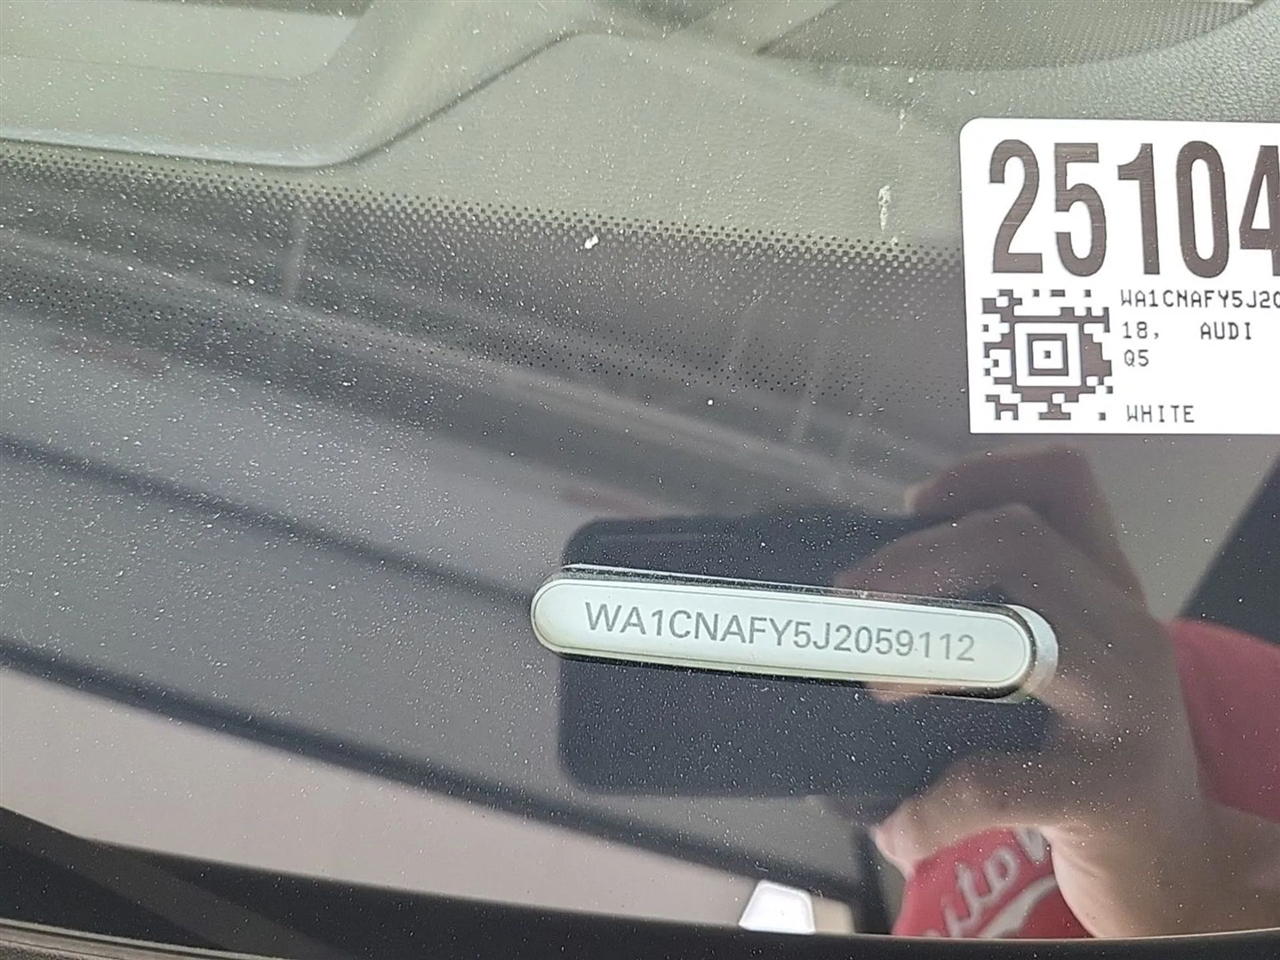 25104
WA1CNAFY5J20
18, AUDI
Q5
WHITE
WA1CNAFY5J2059112